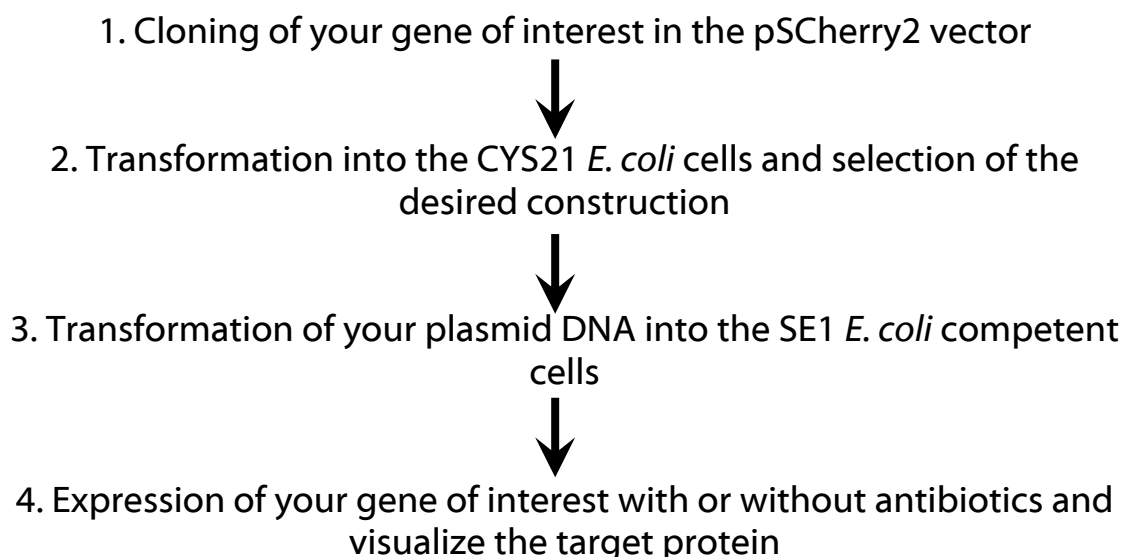 1. Cloning of your gene of interest in the pSCherry2 vector
2. Transformation into the CYS21 E. coli cells and selection of the
desired construction
3. Transformation of your plasmid DNA into the SE1 E. coli competent
cells
4. Expression of your gene of interest with or without antibiotics and
visualize the target protein